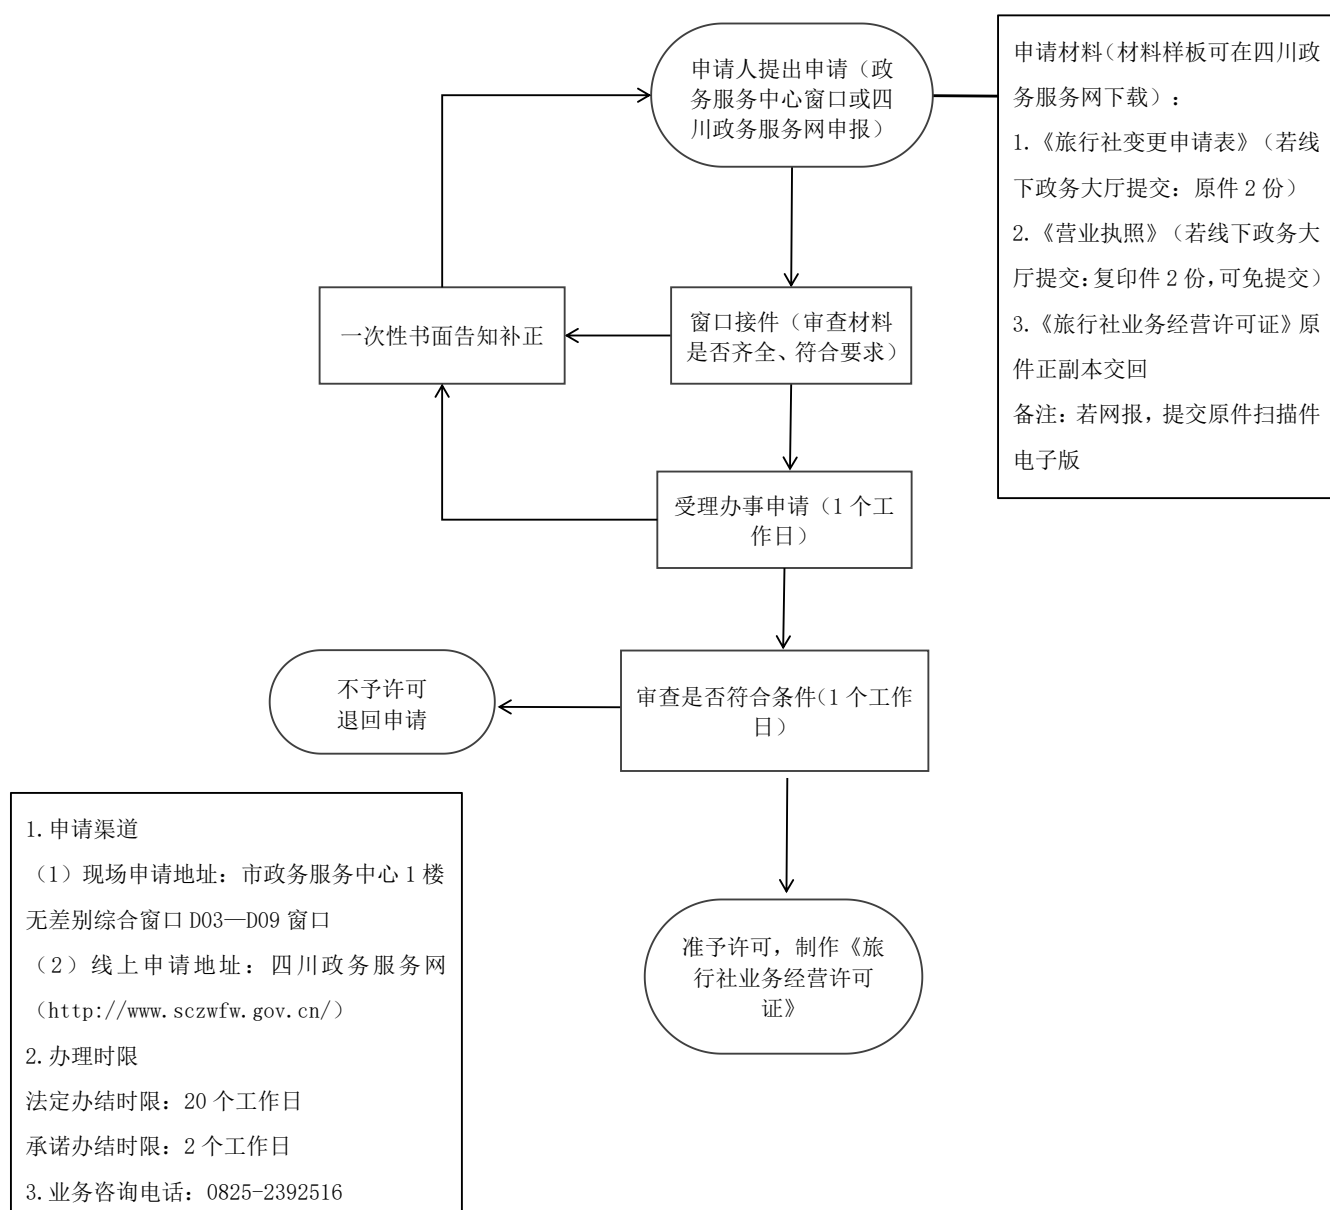 申请人提出申请（政
务服务中心窗口或四
川政务服务网申报）
申请材料（材料样板可在四川政
务服务网下载）：
1.《旅行社变更申请表》（若线
下政务大厅提交：原件 2 份）
2.《营业执照》（若线下政务大
厅提交：复印件 2 份，可免提交）
3.《旅行社业务经营许可证》原
件正副本交回
备注：若网报，提交原件扫描件
电子版
一次性书面告知补正
窗口接件（审查材料
是否齐全、符合要求）
受理办事申请（1 个工
作日）
不予许可
退回申请
审查是否符合条件（1 个工作
日）
准予许可，制作《旅
行社业务经营许可
证》
1.申请渠道
（1）现场申请地址：市政务服务中心 1 楼
无差别综合窗口 D03—D09 窗口
（2）线上申请地址：四川政务服务网
（http://www.sczwfw.gov.cn/）
2.办理时限
法定办结时限：20 个工作日
承诺办结时限：2 个工作日
3.业务咨询电话：0825-2392516